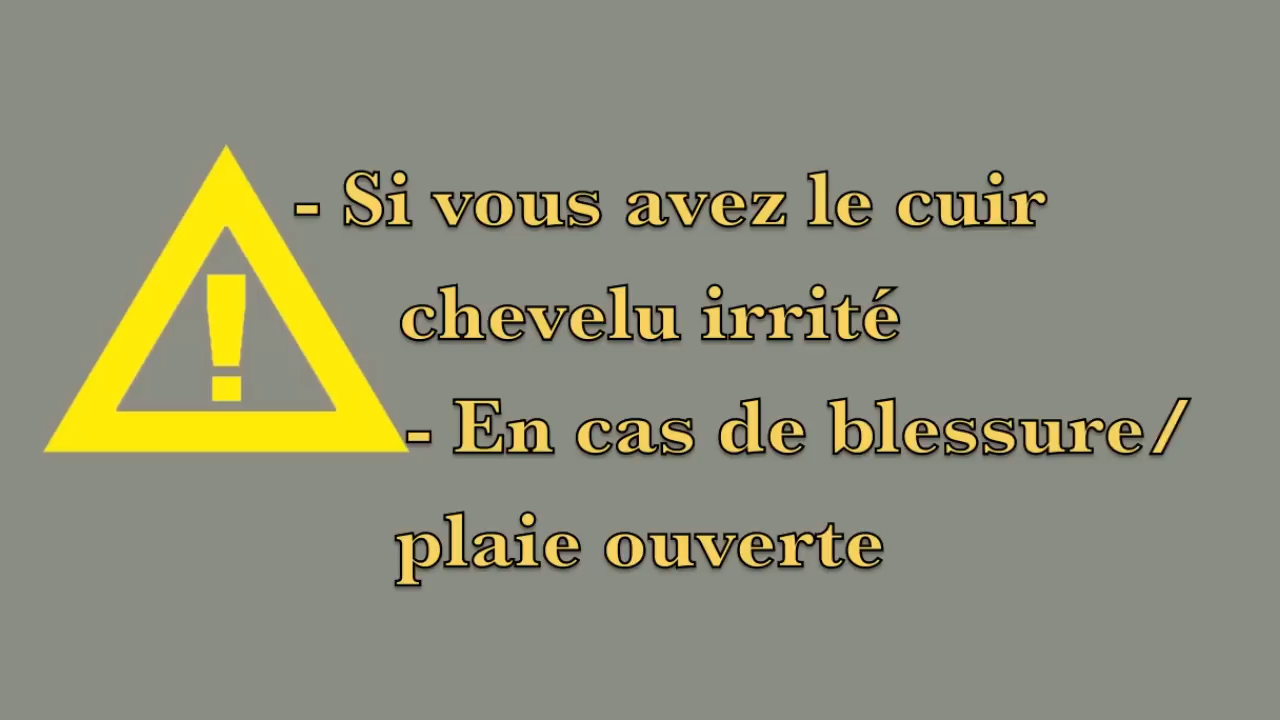 - Si vous avez le cuir
chevelu irrité
- En cas de blessure/
plaie ouverte